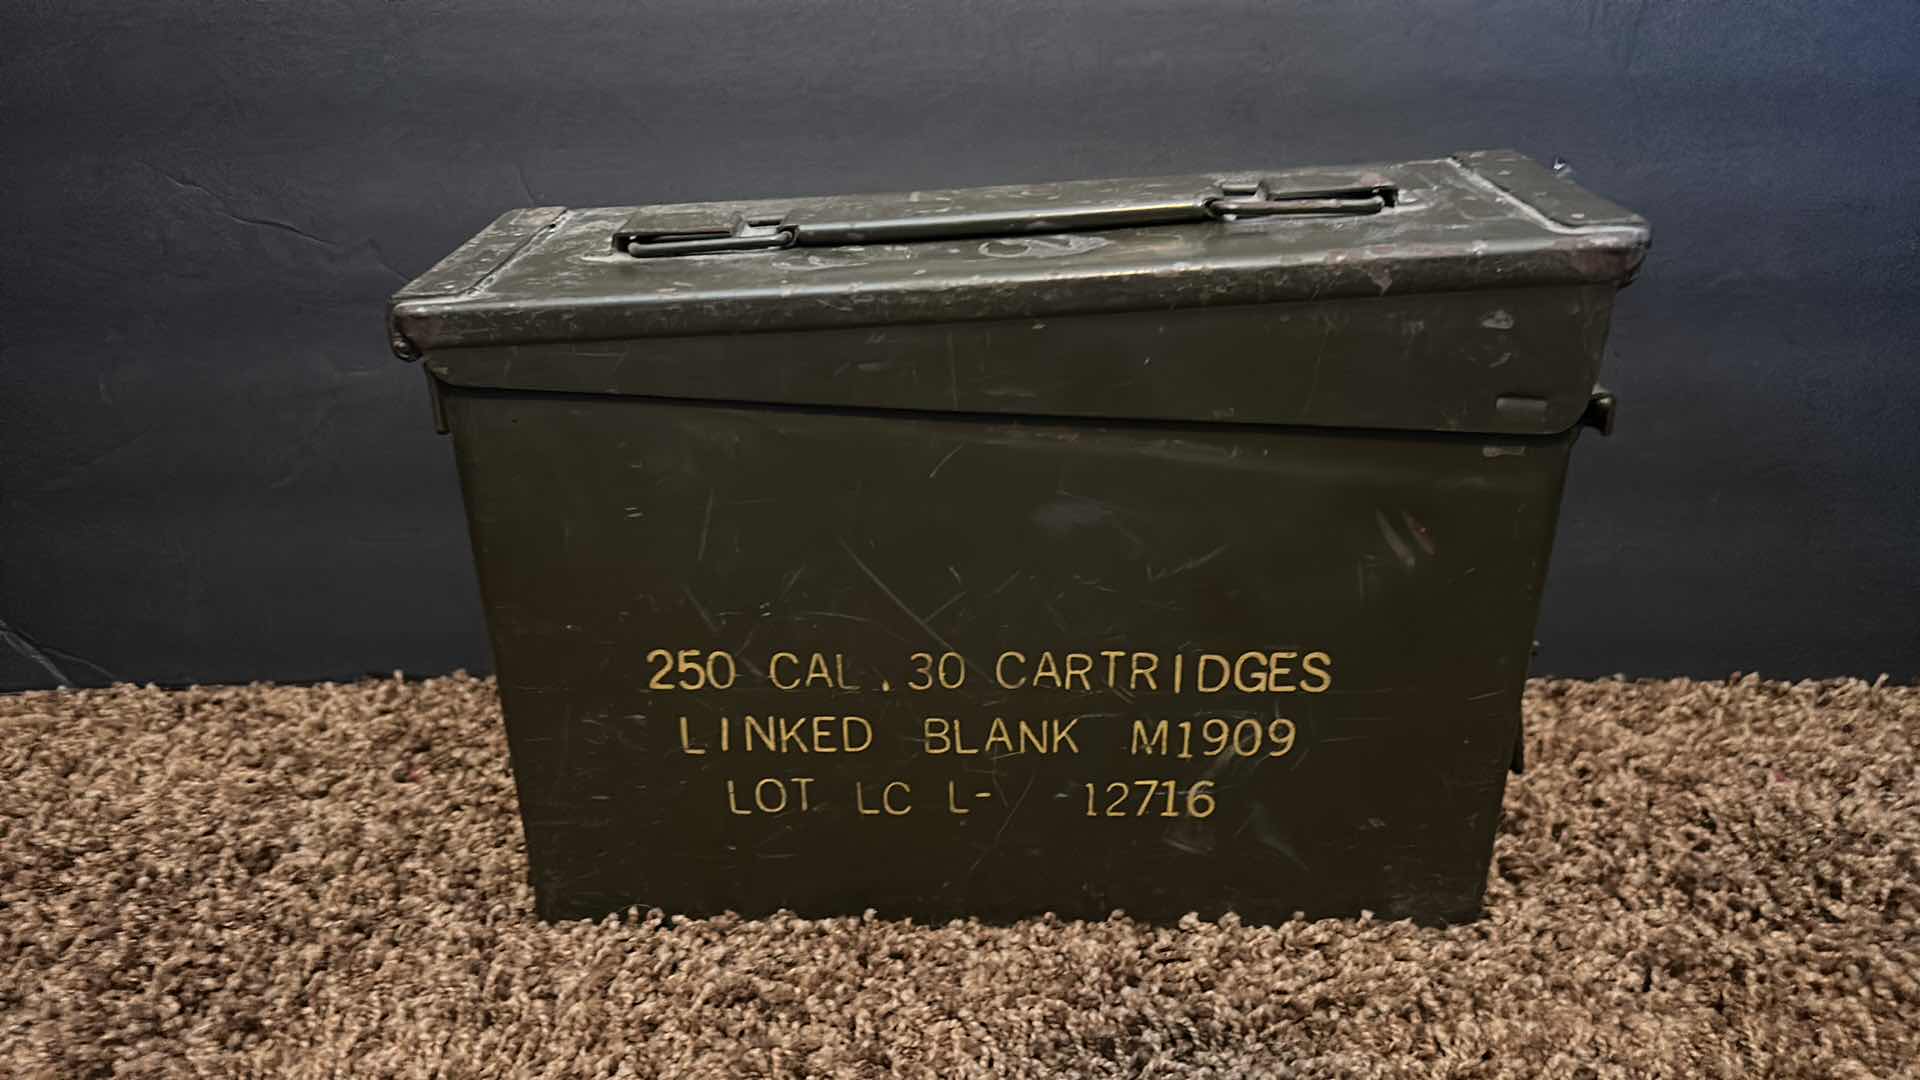 250 CAL .30 CARTRIDGES
LINKED BLANK M1909
LOT LC L- -12716